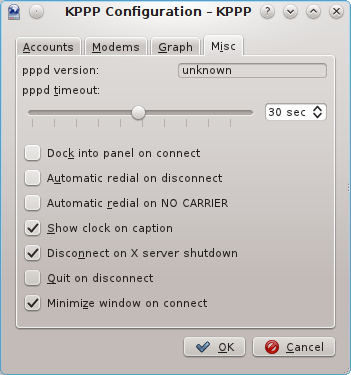 KPPP Configuration – KPPP
Accounts Modems Graph Misc
pppd version: unknown
pppd timeout:
30 sec
Dock into panel on connect
Automatic redial on disconnect
Automatic redial on NO CARRIER
Show clock on caption
Disconnect on X server shutdown
Quit on disconnect
Minimize window on connect
OK Cancel